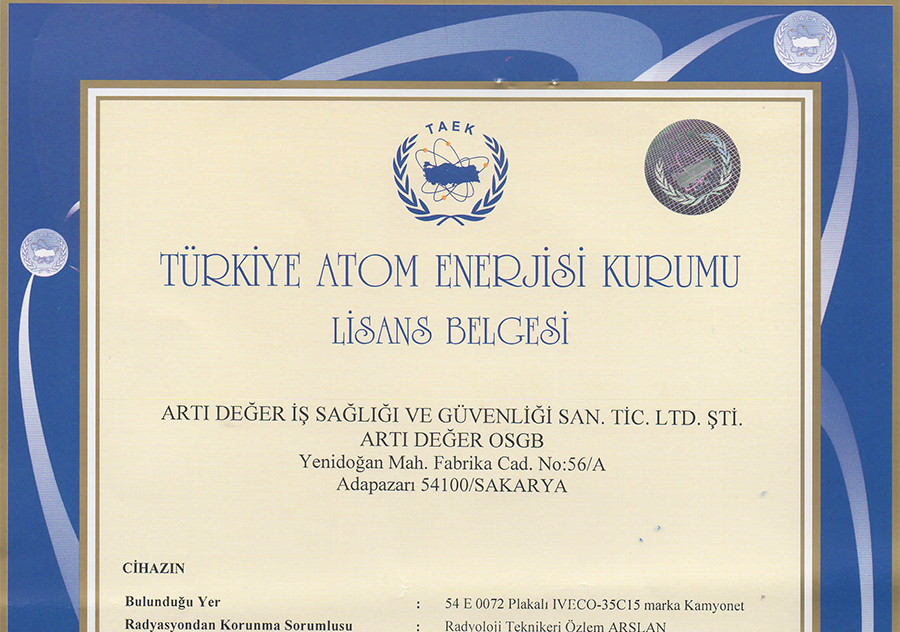 TAEK
TÜRKİYE ATOM ENERJİSİ KURUMU
LİSANS BELGESİ
ARTI DEĞER İŞ SAĞLIĞI VE GÜVENLİĞİ SAN. TİC. LTD. ŞTİ.
ARTI DEĞER OSGB
Yenidoğan Mah. Fabrika Cad. No:56/A
Adapazarı 54100/SAKARYA
CİHAZIN
Bulunduğu Yer : 54 E 0072 Plakalı IVECO-35C15 marka Kamyonet
Radyasyondan Korunma Sorumlusu : Radyoloji Teknikeri Özlem ARSLAN